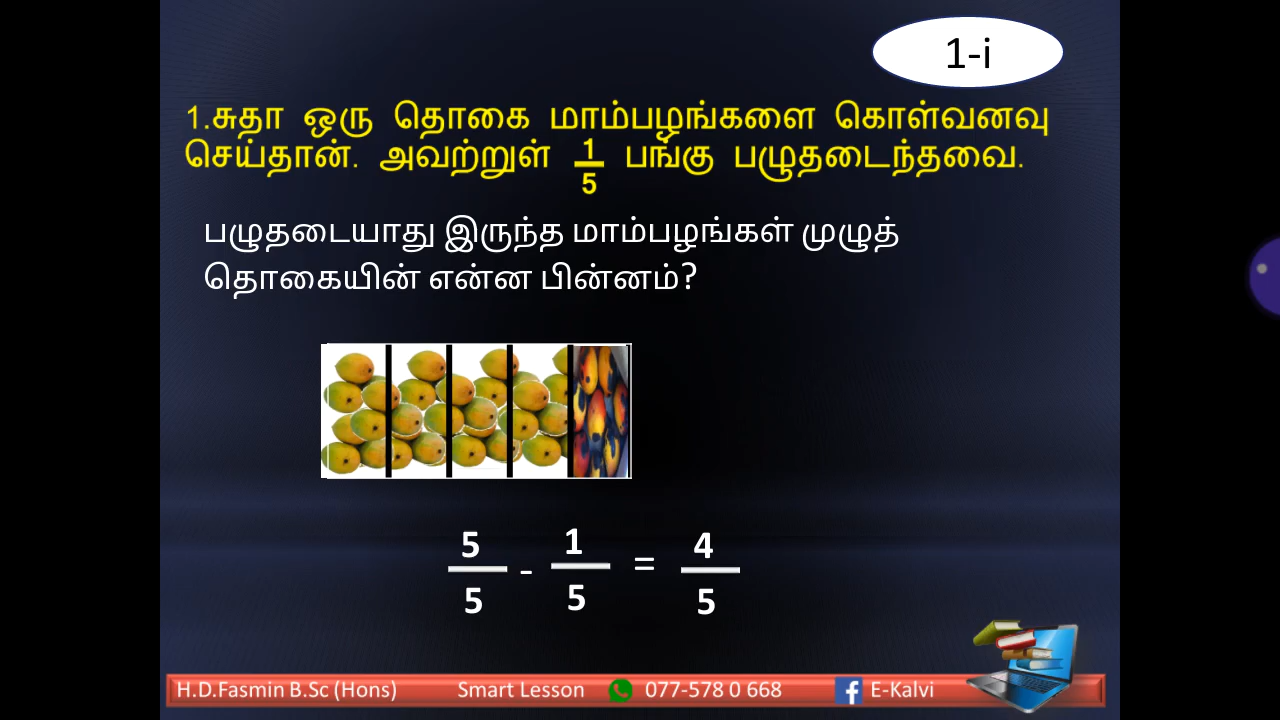 1-i
1.சுதா ஒரு தொகை மாம்பழங்களை கொள்வனவு
செய்தான். அவற்றுள் 1/5 பங்கு பழுதடைந்தவை.
பழுதடையாது இருந்த மாம்பழங்கள் முழுத்
தொகையின் என்ன பின்னம்?
5/5 - 1/5 = 4/5
H.D.Fasmin B.Sc (Hons) Smart Lesson 077-578 0 668 E-Kalvi